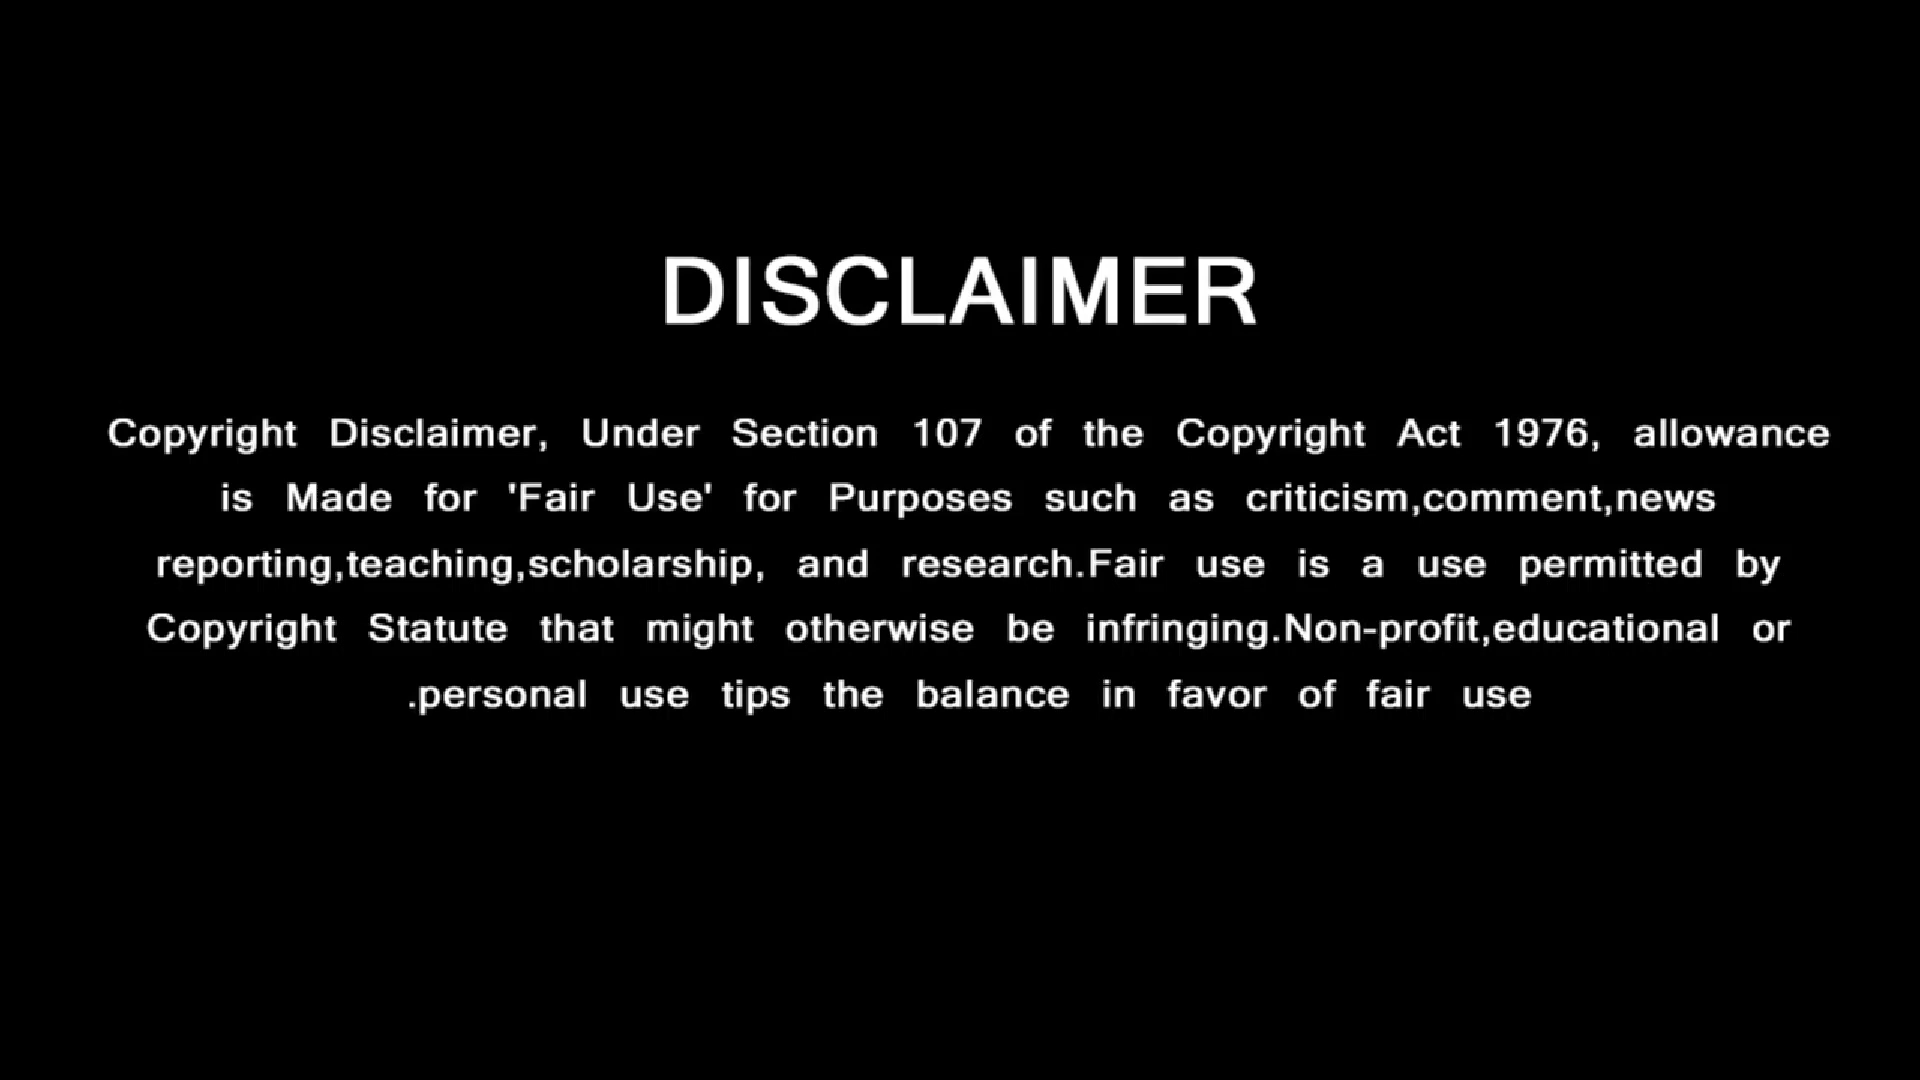 DISCLAIMER
Copyright Disclaimer, Under Section 107 of the Copyright Act 1976, allowance
is Made for 'Fair Use' for Purposes such as criticism,comment,news
reporting,teaching,scholarship, and research.Fair use is a use permitted by
Copyright Statute that might otherwise be infringing.Non-profit,educational or
.personal use tips the balance in favor of fair use